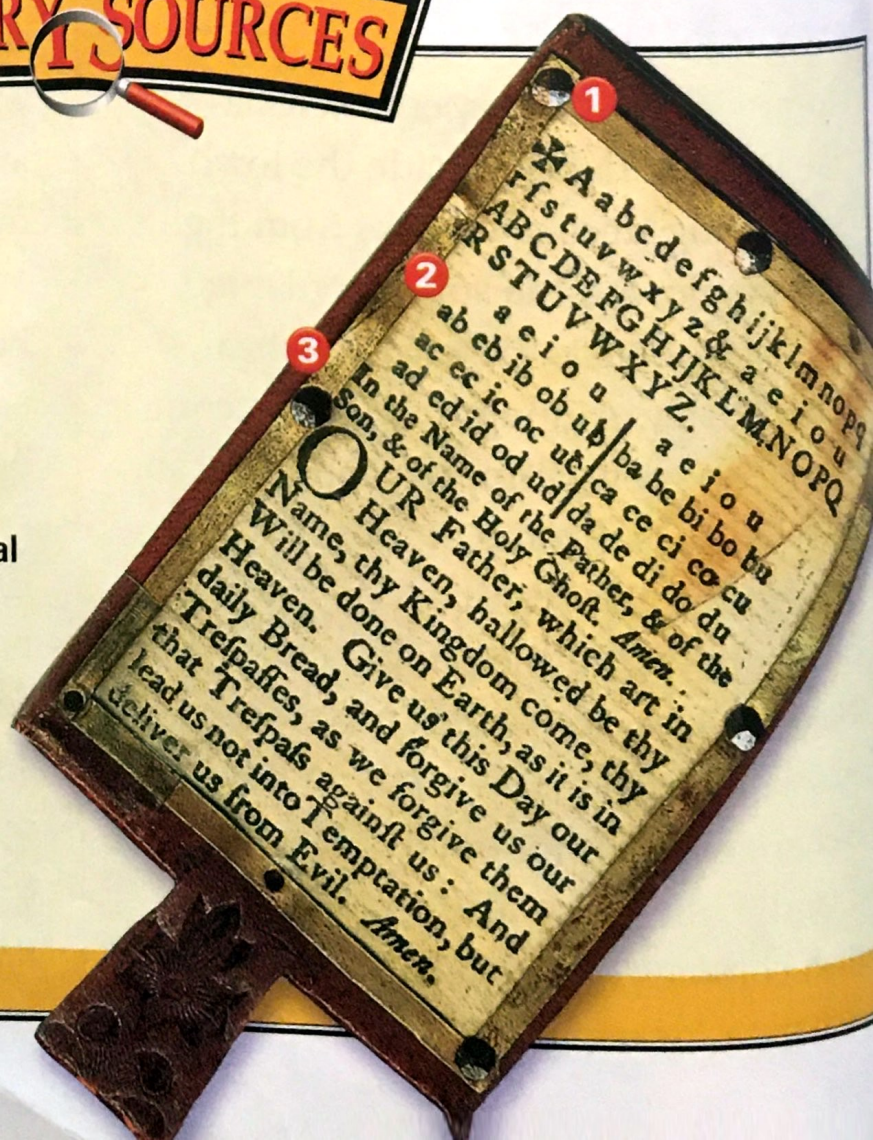 RY SOURCES
1
2
3
al
✠ A a b c d e f g h i j k l m n o p q
r ſ s t u v w x y z & a e i o u
A B C D E F G H I J K L M N O P Q
R S T U V W X Y Z.
a e i o u | a e i o u
ab eb ib ob ub | ba be bi bo bu
ac ec ic oc uc | ca ce ci co cu
ad ed id od ud | da de di do du
In the Name of the Father, & of the
Son, & of the Holy Ghoſt. Amen.
OUR Father, which art in
Heaven, hallowed be thy
Name, thy Kingdom come, thy
Will be done on Earth, as it is in
Heaven. Give us this Day our
daily Bread, and forgive us our
Treſpaſſes, as we forgive them
that Treſpaſs againſt us: And
lead us not into Temptation, but
deliver us from Evil. Amen.